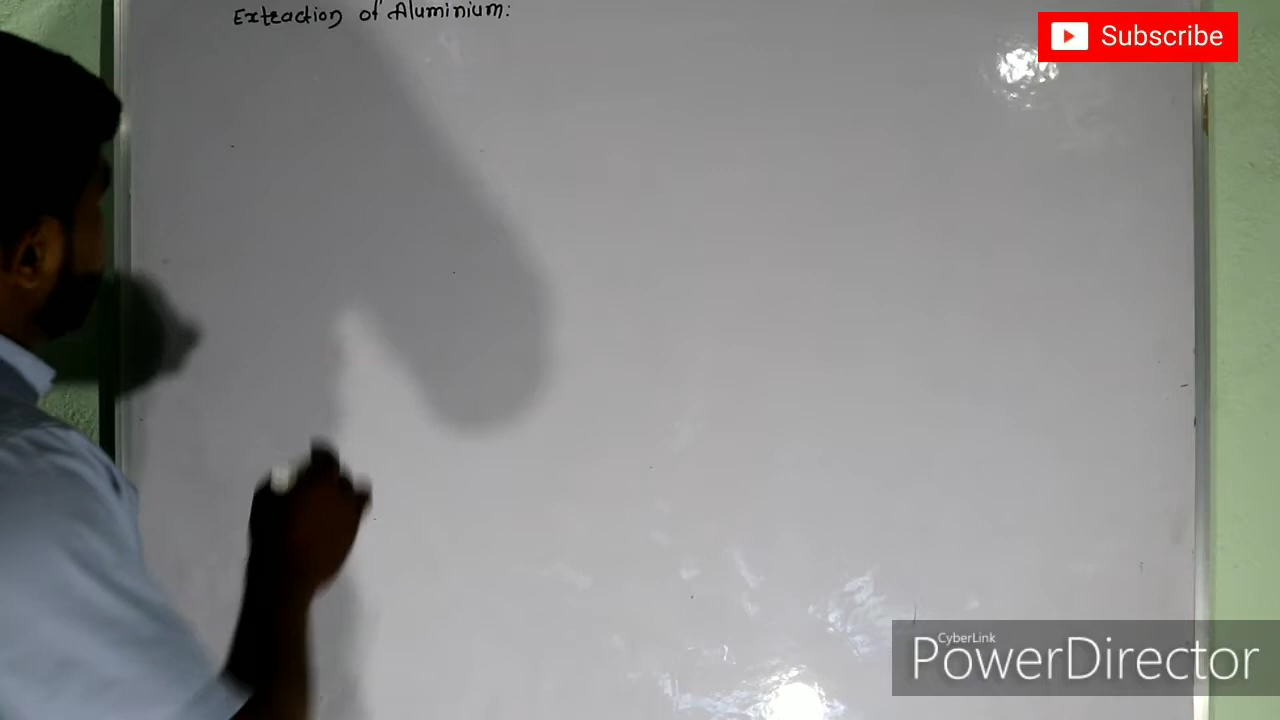 Extraction of Aluminium:
Subscribe
CyberLink
PowerDirector